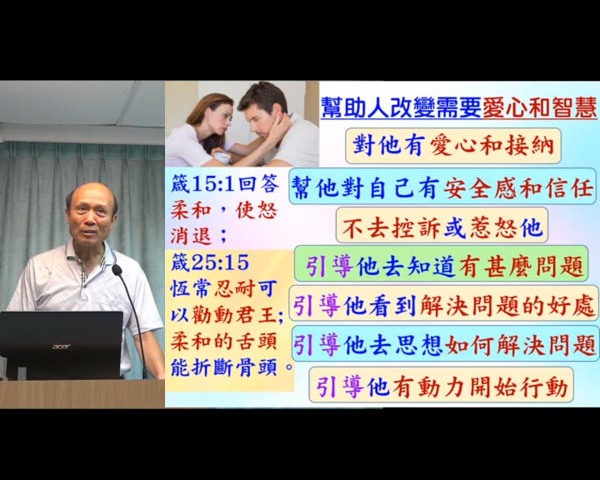 幫助人改變需要愛心和智慧
對他有愛心和接納
幫他對自己有安全感和信任
不去控訴或惹怒他
引導他去知道有甚麼問題
引導他看到解決問題的好處
引導他去思想如何解決問題
引導他有動力開始行動
箴15:1回答
柔和，使怒
消退；
箴25:15
恆常忍耐可
以勸動君王;
柔和的舌頭
能折斷骨頭。
acer